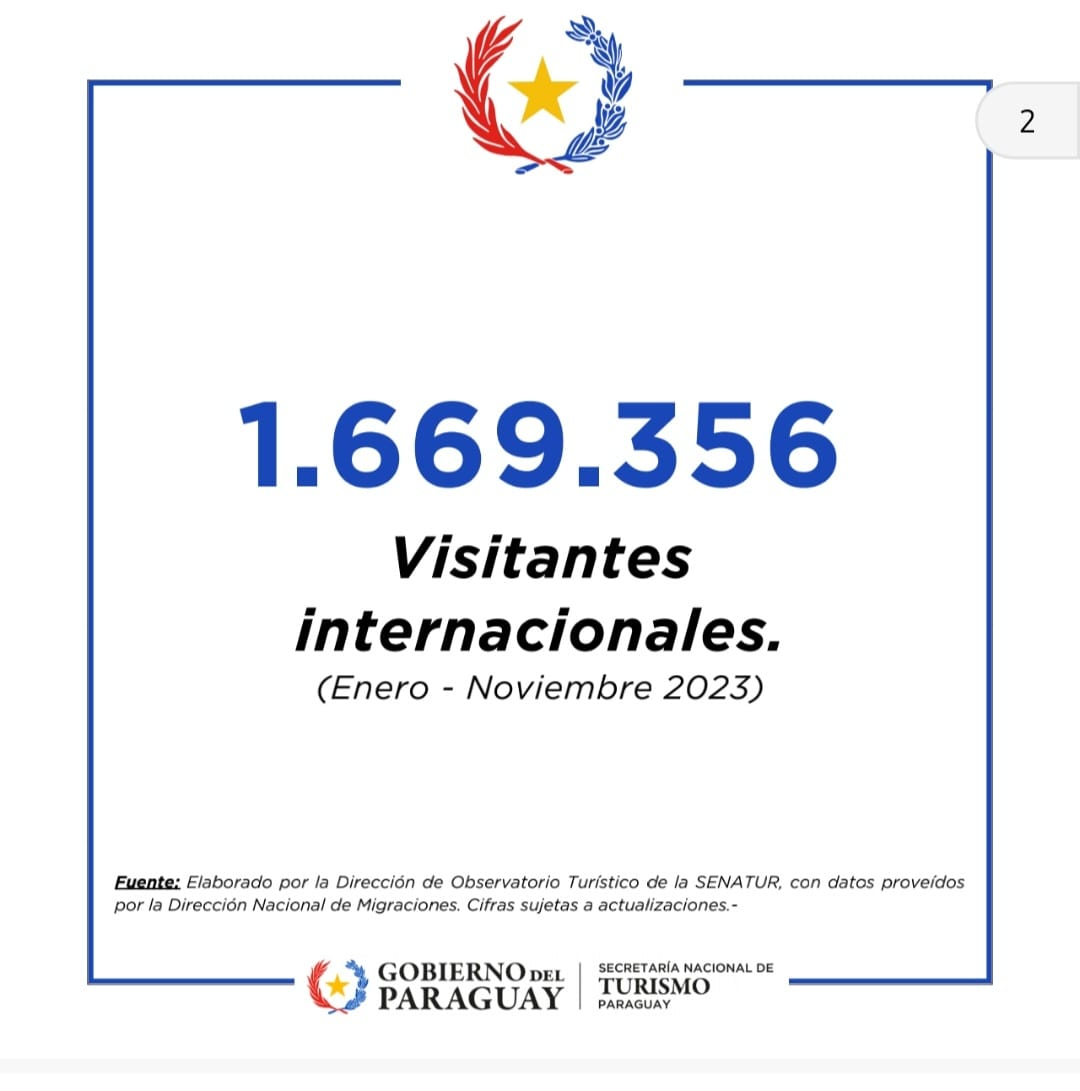 2
1.669.356
Visitantes
internacionales.
(Enero - Noviembre 2023)
Fuente: Elaborado por la Dirección de Observatorio Turístico de la SENATUR, con datos proveídos
por la Dirección Nacional de Migraciones. Cifras sujetas a actualizaciones.-
GOBIERNO DEL
PARAGUAY
SECRETARÍA NACIONAL DE
TURISMO
PARAGUAY